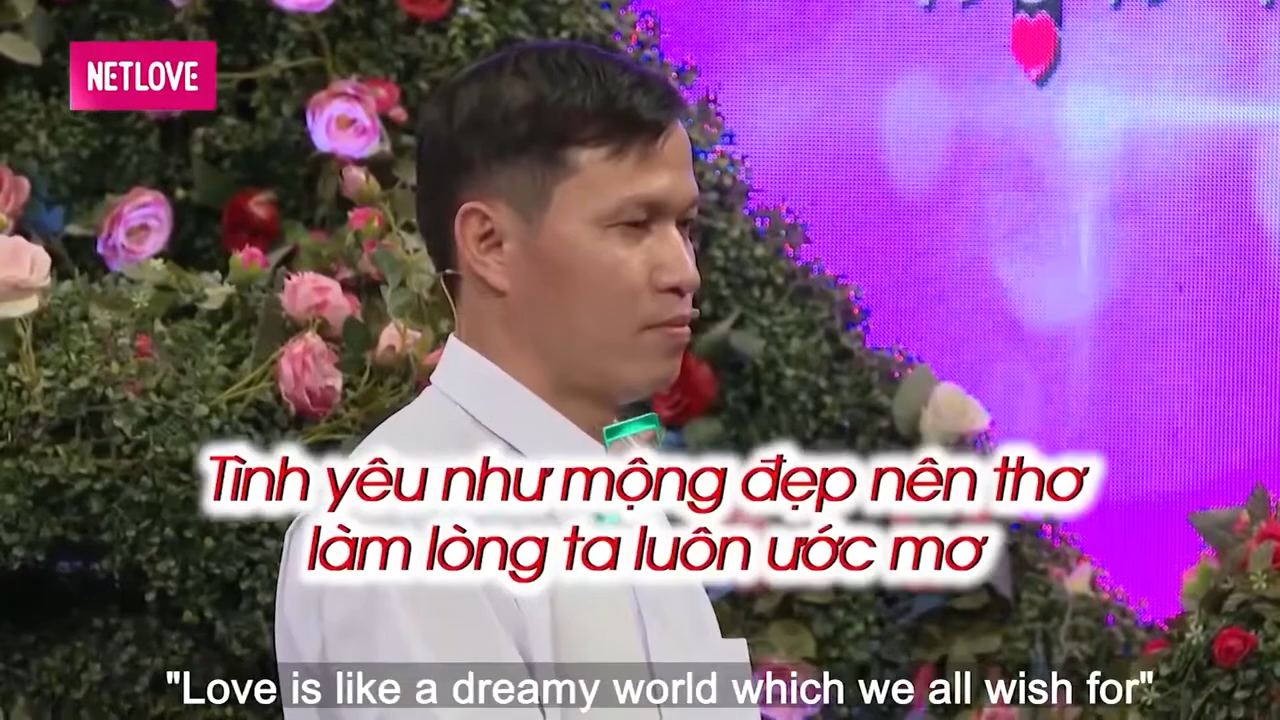 NETLOVE
Tình yêu như mộng đẹp nên thơ
làm lòng ta luôn ước mơ
"Love is like a dreamy world which we all wish for"